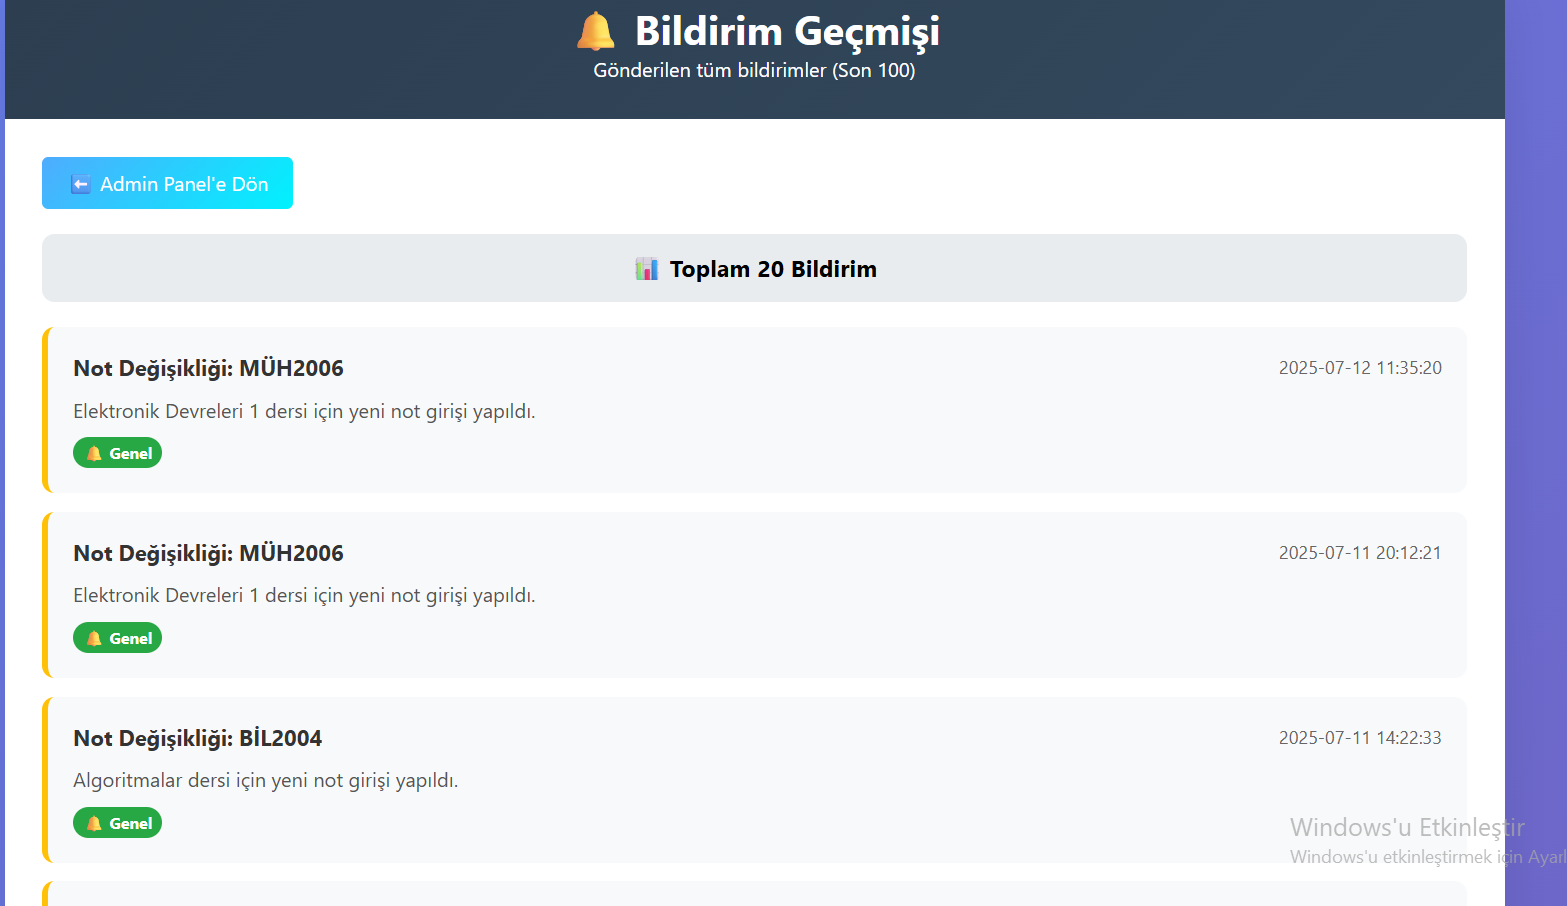 Bildirim Geçmişi
Gönderilen tüm bildirimler (Son 100)
Admin Panel'e Dön
Toplam 20 Bildirim
Not Değişikliği: MÜH2006
2025-07-12 11:35:20
Elektronik Devreleri 1 dersi için yeni not girişi yapıldı.
Genel
Not Değişikliği: MÜH2006
2025-07-11 20:12:21
Elektronik Devreleri 1 dersi için yeni not girişi yapıldı.
Genel
Not Değişikliği: BİL2004
2025-07-11 14:22:33
Algoritmalar dersi için yeni not girişi yapıldı.
Genel
Windows'u Etkinleştir
Windows'u etkinleştirmek için Ayarl